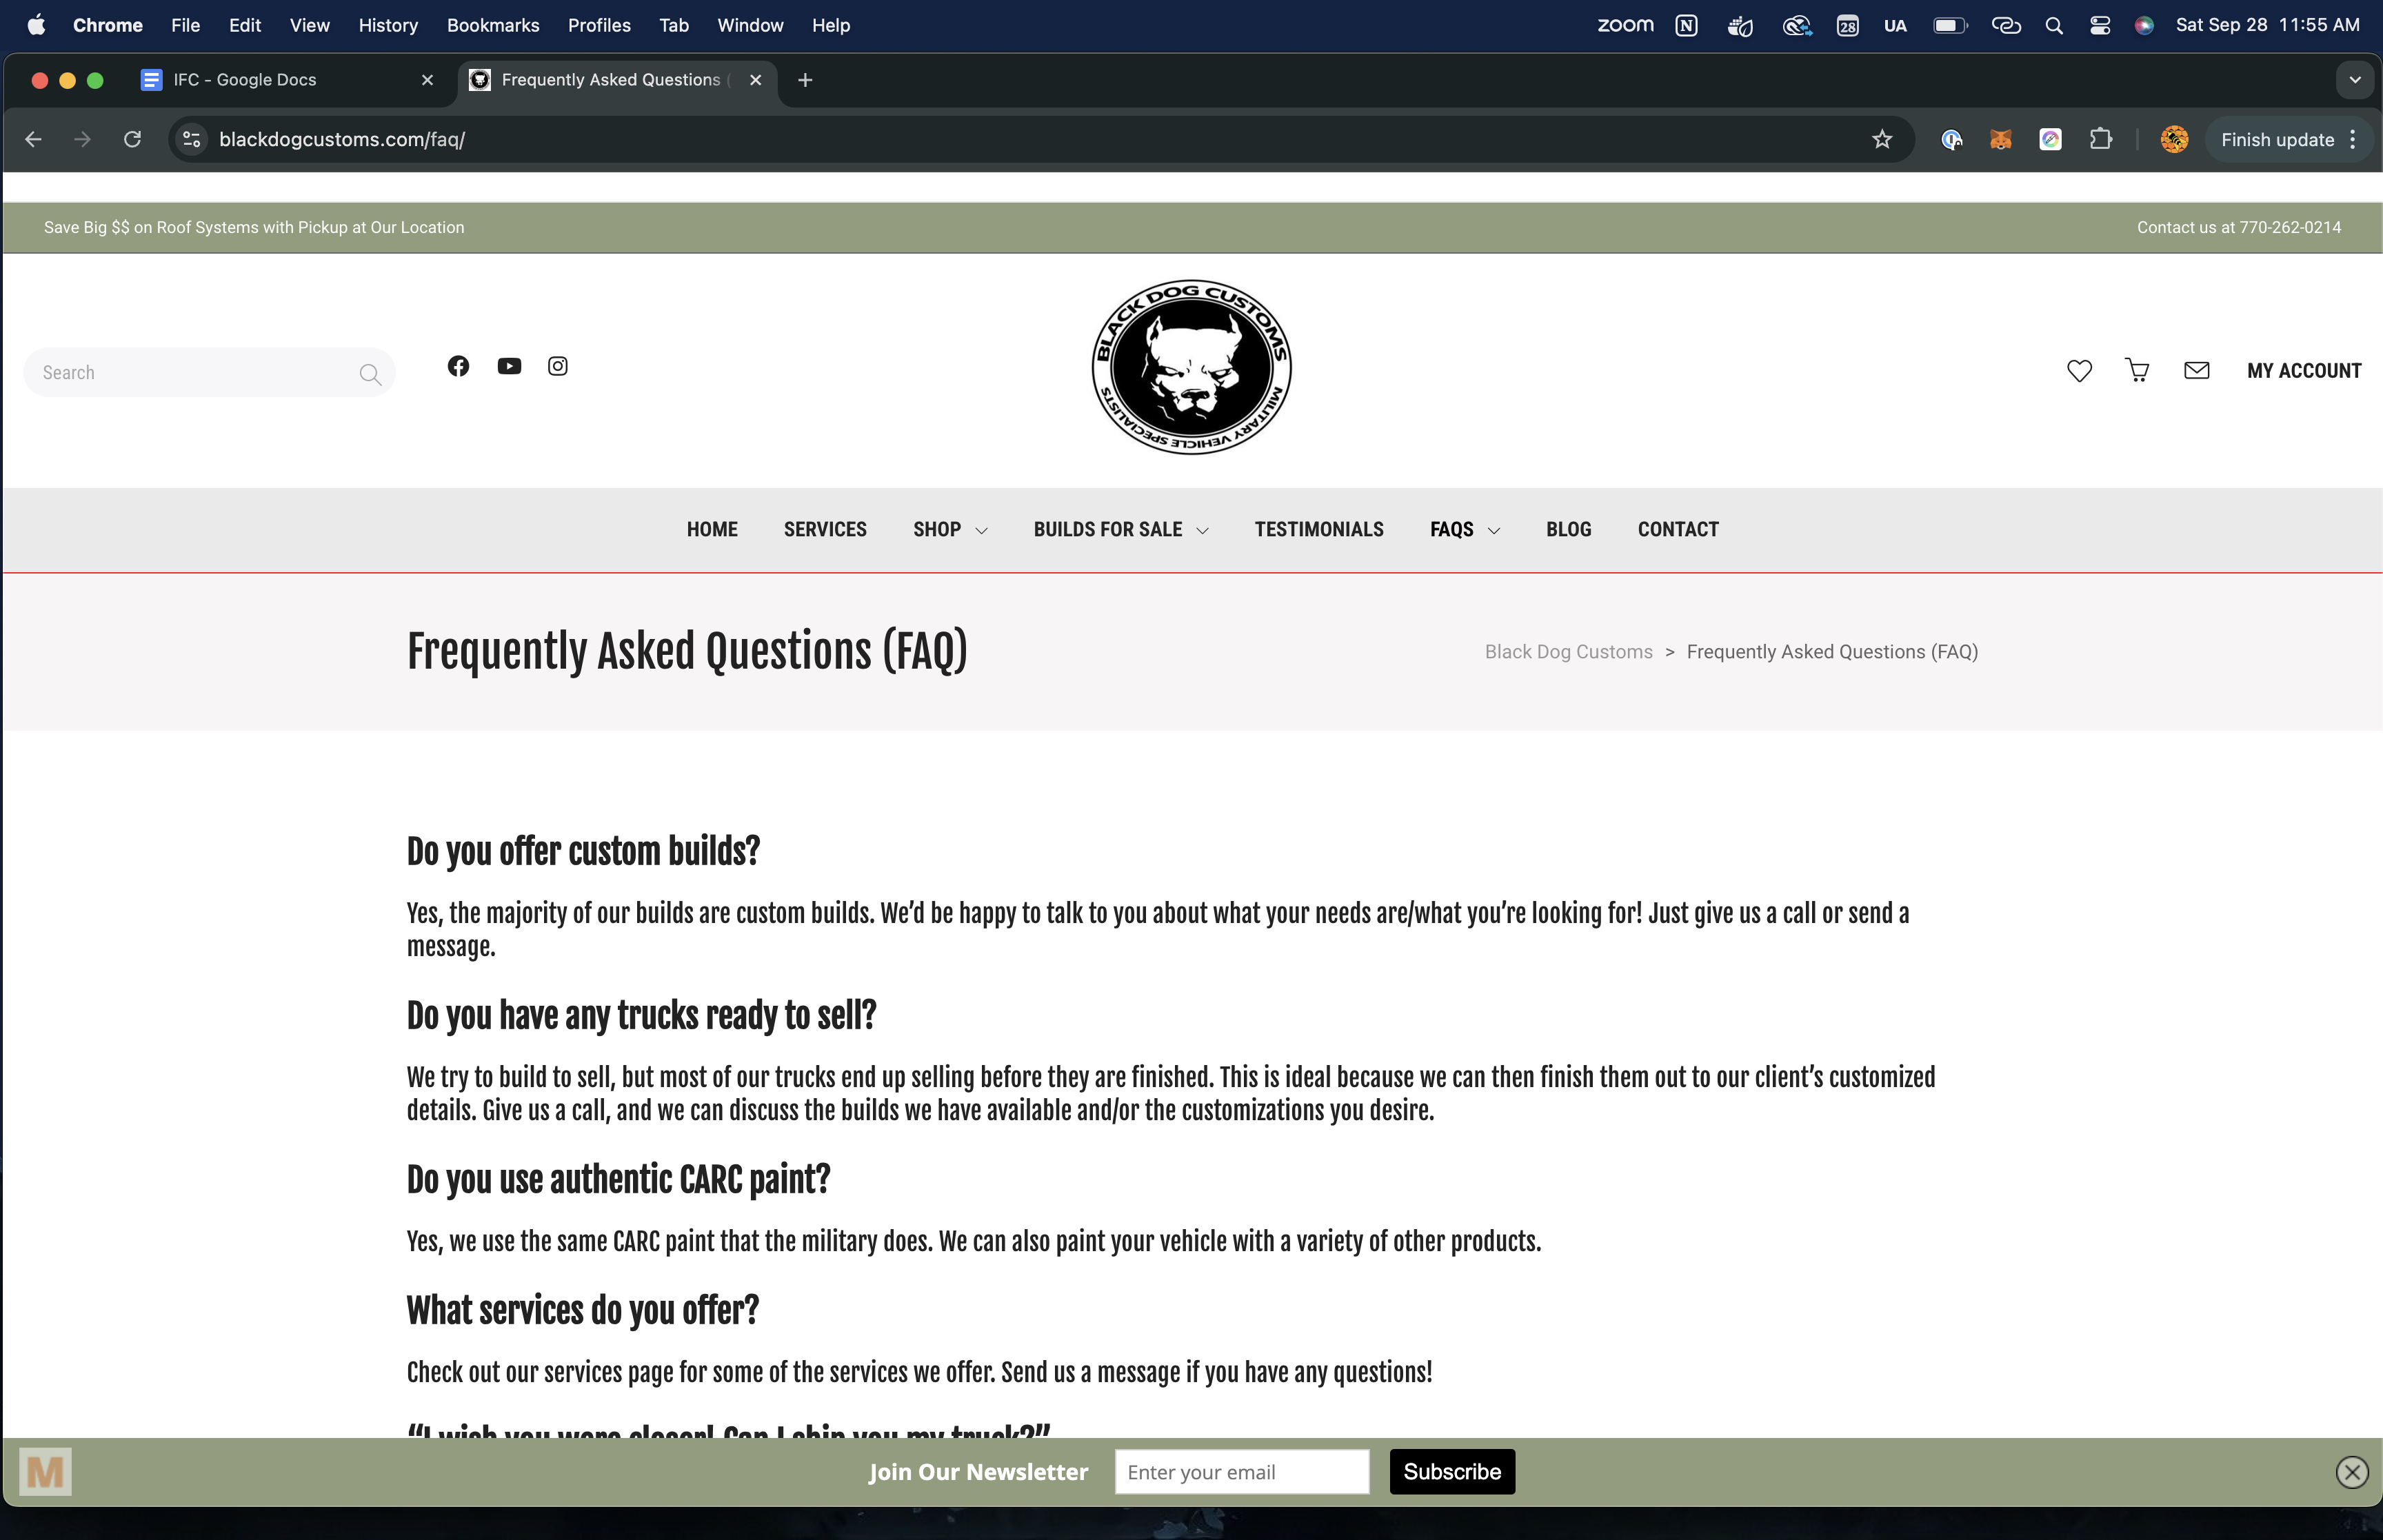 Chrome File Edit View History Bookmarks Profiles Tab Window Help zoom N 28 UA Sat Sep 28 11:55 AM
IFC - Google Docs Frequently Asked Questions (
blackdogcustoms.com/faq/ Finish update
Save Big $$ on Roof Systems with Pickup at Our Location Contact us at 770-262-0214
BLACK DOG CUSTOMS
MILITARY VEHICLE SPECIALISTS
Search MY ACCOUNT
HOME SERVICES SHOP BUILDS FOR SALE TESTIMONIALS FAQS BLOG CONTACT
Frequently Asked Questions (FAQ) Black Dog Customs > Frequently Asked Questions (FAQ)
Do you offer custom builds?
Yes, the majority of our builds are custom builds. We’d be happy to talk to you about what your needs are/what you’re looking for! Just give us a call or send a
message.
Do you have any trucks ready to sell?
We try to build to sell, but most of our trucks end up selling before they are finished. This is ideal because we can then finish them out to our client’s customized
details. Give us a call, and we can discuss the builds we have available and/or the customizations you desire.
Do you use authentic CARC paint?
Yes, we use the same CARC paint that the military does. We can also paint your vehicle with a variety of other products.
What services do you offer?
Check out our services page for some of the services we offer. Send us a message if you have any questions!
“I wish you were closer! Can I ship you my truck?”
M Join Our Newsletter Enter your email Subscribe